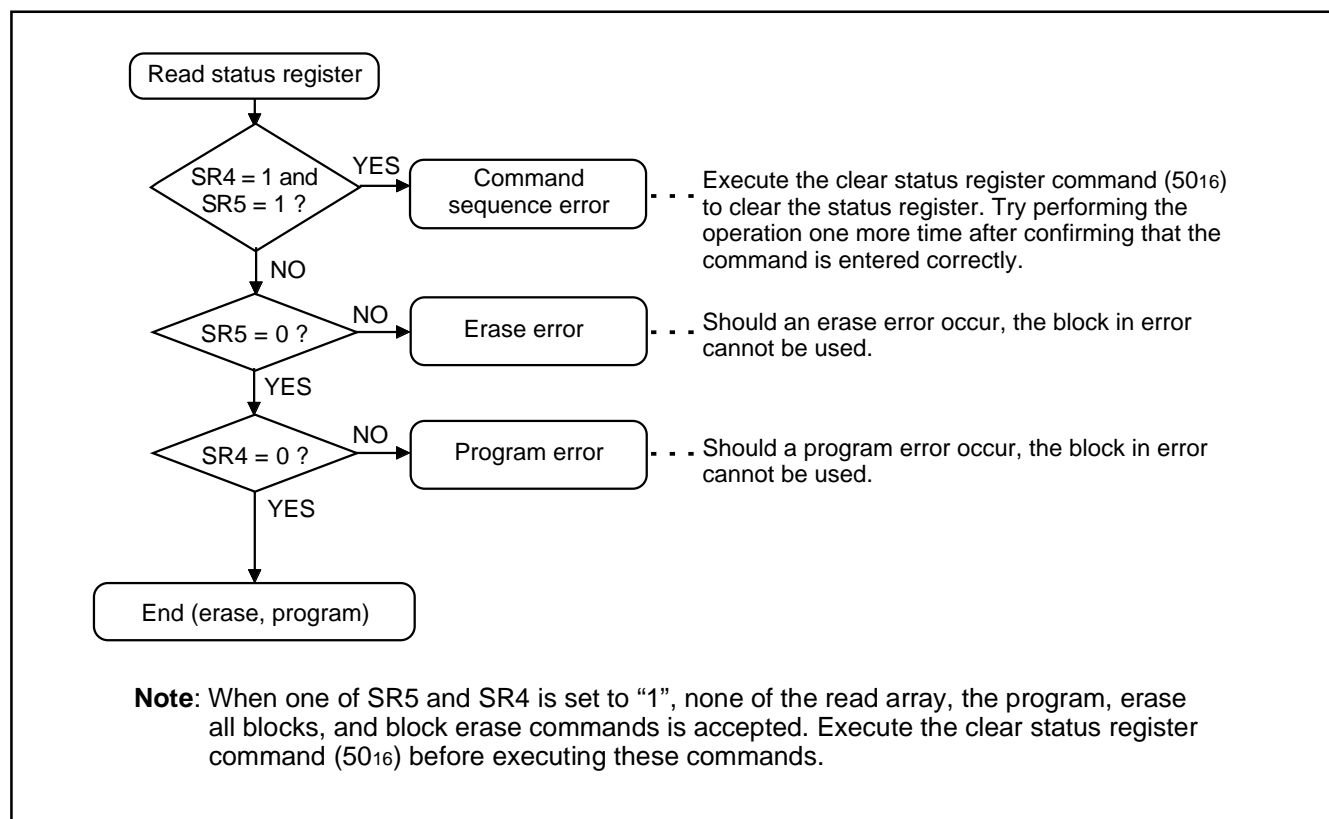 Read status register
SR4 = 1 and
SR5 = 1 ?
YES
Command
sequence error
Execute the clear status register command (5016)
to clear the status register. Try performing the
operation one more time after confirming that the
command is entered correctly.
NO
SR5 = 0 ?
NO
Erase error
Should an erase error occur, the block in error
cannot be used.
YES
SR4 = 0 ?
NO
Program error
Should a program error occur, the block in error
cannot be used.
YES
End (erase, program)
Note: When one of SR5 and SR4 is set to “1”, none of the read array, the program, erase
all blocks, and block erase commands is accepted. Execute the clear status register
command (5016) before executing these commands.